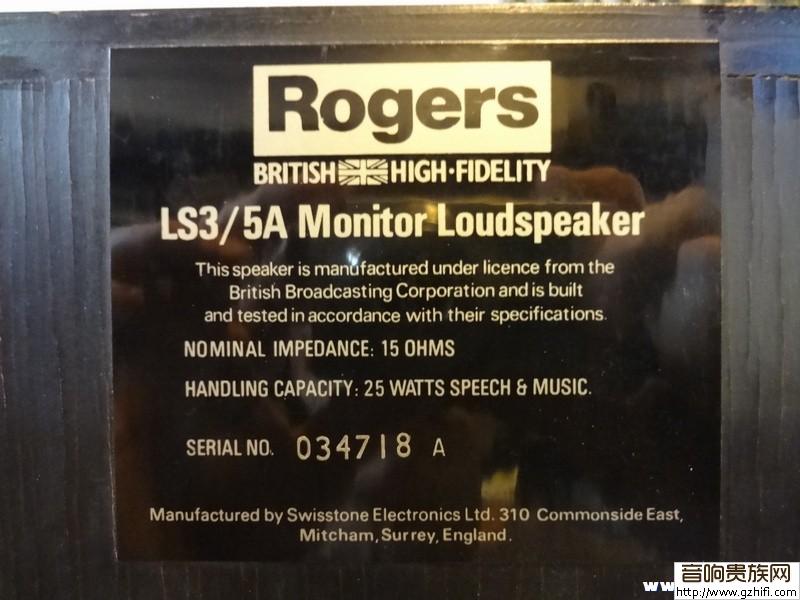 Rogers
BRITISH HIGH·FIDELITY
LS3/5A Monitor Loudspeaker
This speaker is manufactured under licence from the
British Broadcasting Corporation and is built
and tested in accordance with their specifications.
NOMINAL IMPEDANCE: 15 OHMS
HANDLING CAPACITY: 25 WATTS SPEECH & MUSIC.
SERIAL NO. 034718 A
Manufactured by Swisstone Electronics Ltd. 310 Commonside East,
Mitcham, Surrey, England.
音响贵族网
http://www.gzhifi.com